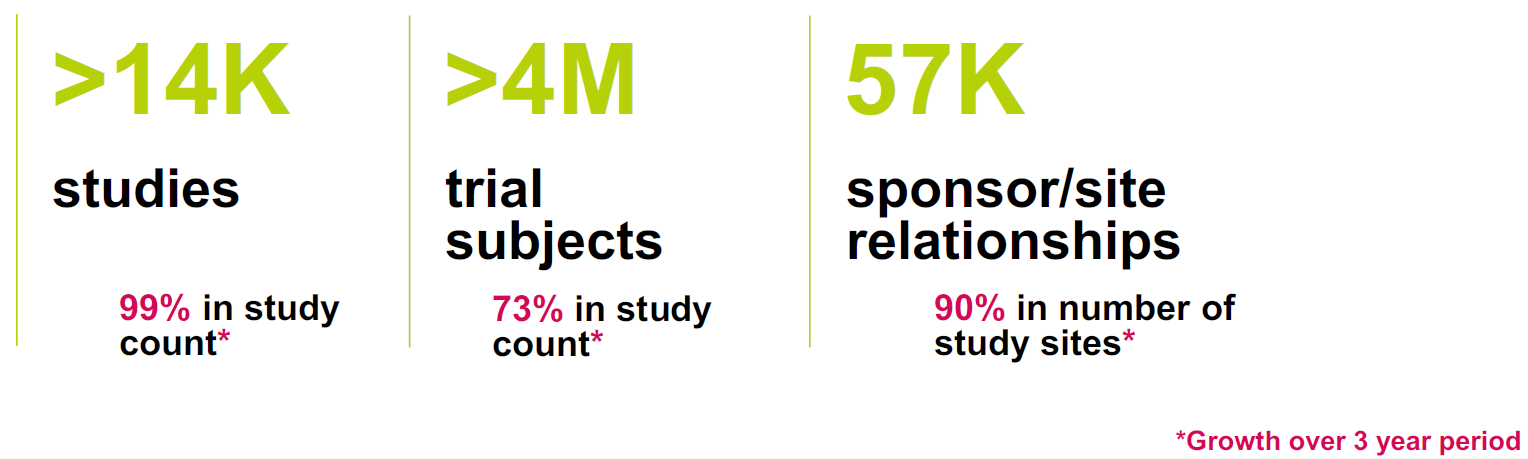 >14K
studies
99% in study
count*
>4M
trial
subjects
73% in study
count*
57K
sponsor/site
relationships
90% in number of
study sites*
*Growth over 3 year period